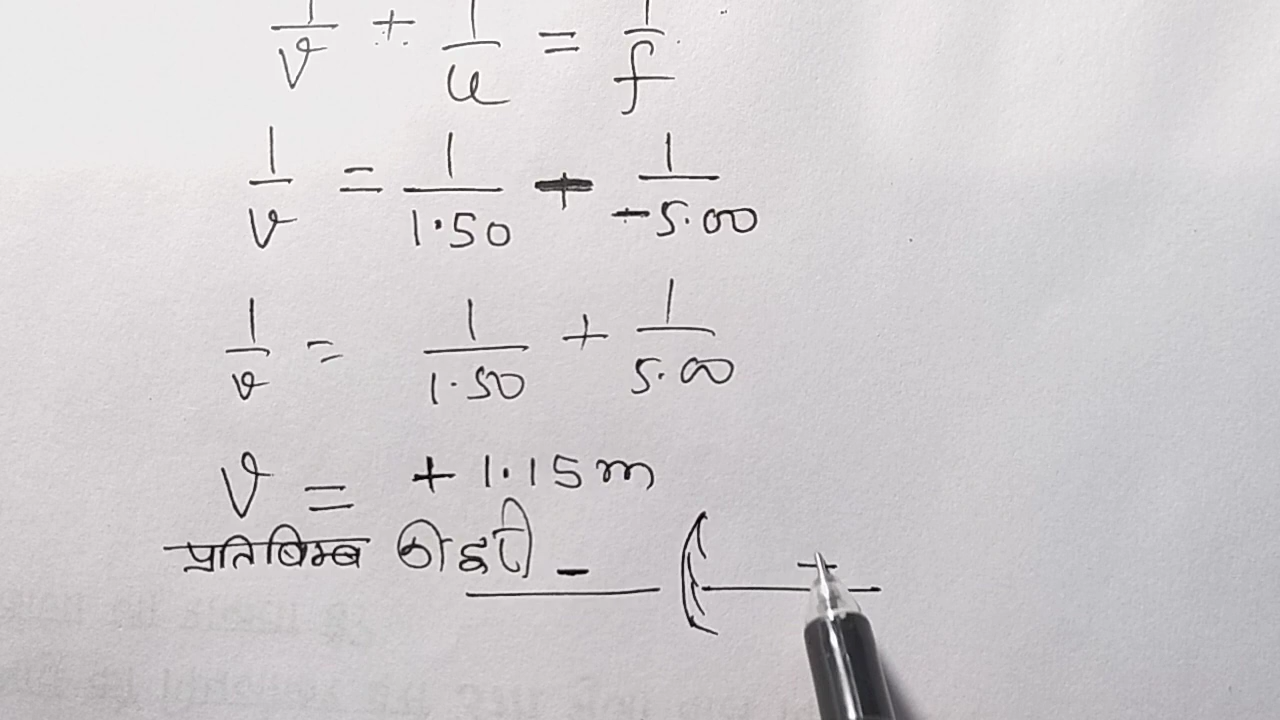 1/v + 1/u = 1/f
1/v = 1/1.50 - 1/-5.00
1/v = 1/1.50 + 1/5.00
v = + 1.15 m
प्रतिबिम्ब की दूरी -
- +